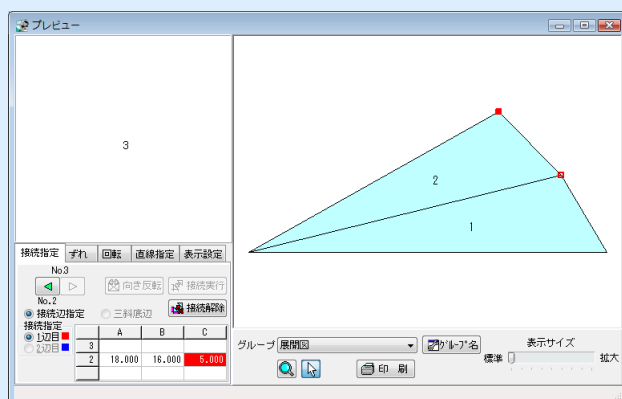 プレビュー
3
2
1
接続指定 ずれ 回転 直線指定 表示設定
No.3
向き反転 接続実行
No.2
接続辺指定 三斜底辺 接続解除
接続指定
1辺目
2辺目
A B C
3
2 18.000 16.000 5.000
グループ 展開図 グループ名 表示サイズ
標準 拡大
印 刷